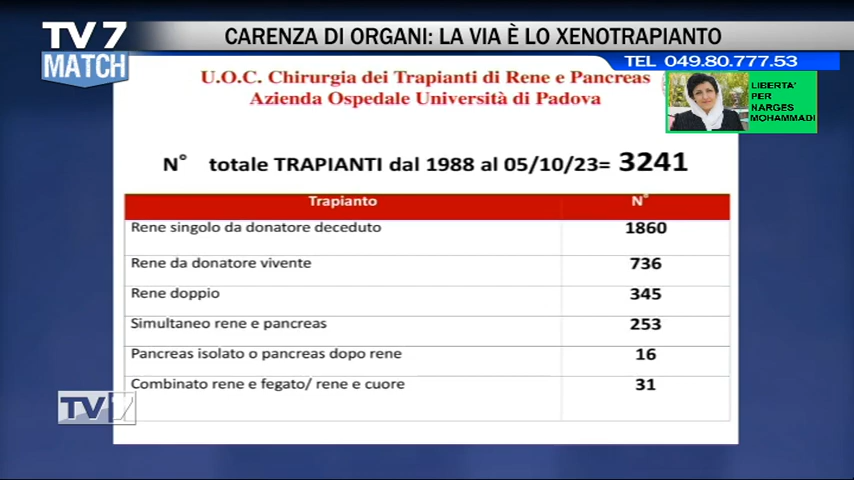 TV7
MATCH
CARENZA DI ORGANI: LA VIA È LO XENOTRAPIANTO
TEL 049.80.777.53
U.O.C. Chirurgia dei Trapianti di Rene e Pancreas
Azienda Ospedale Università di Padova
LIBERTA'
PER
NARGES
MOHAMMADI
N° totale TRAPIANTI dal 1988 al 05/10/23= 3241
Trapianto N°
Rene singolo da donatore deceduto 1860
Rene da donatore vivente 736
Rene doppio 345
Simultaneo rene e pancreas 253
Pancreas isolato o pancreas dopo rene 16
Combinato rene e fegato/ rene e cuore 31
TV7